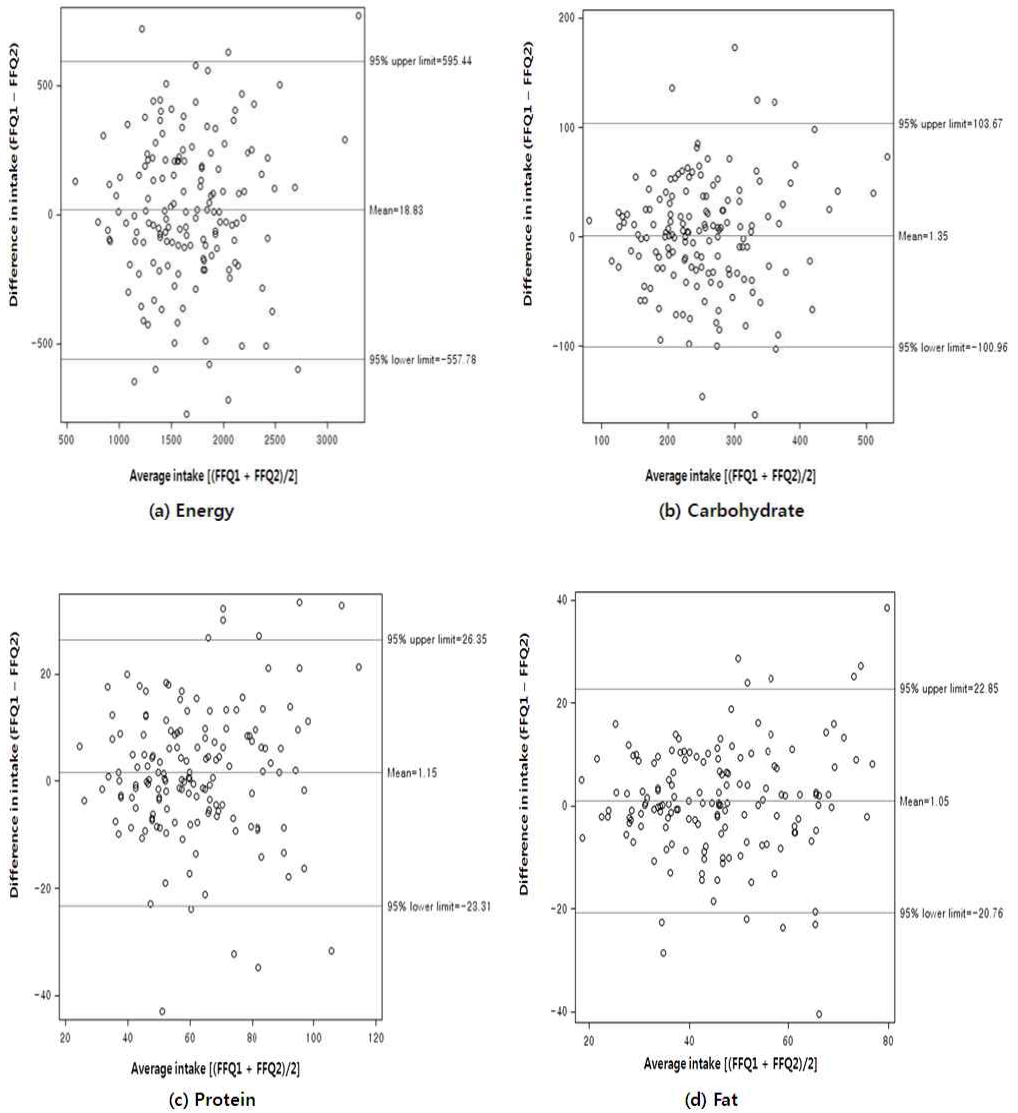 Difference in intake (FFQ1 − FFQ2)
500
0
−500
95% upper limit=595.44
Mean=18.83
95% lower limit=−557.78
500 1000 1500 2000 2500 3000
Average intake [(FFQ1 + FFQ2)/2]
(a) Energy
Difference in intake (FFQ1 − FFQ2)
200
100
0
−100
95% upper limit=103.67
Mean=1.35
95% lower limit=−100.96
100 200 300 400 500
Average intake [(FFQ1 + FFQ2)/2]
(b) Carbohydrate
Difference in intake (FFQ1 − FFQ2)
20
0
−20
−40
95% upper limit=26.35
Mean=1.15
95% lower limit=−23.31
20 40 60 80 100 120
Average intake [(FFQ1 + FFQ2)/2]
(c) Protein
Difference in intake (FFQ1 − FFQ2)
40
20
0
−20
−40
95% upper limit=22.85
Mean=1.05
95% lower limit=−20.76
20 40 60 80
Average intake [(FFQ1 + FFQ2)/2]
(d) Fat